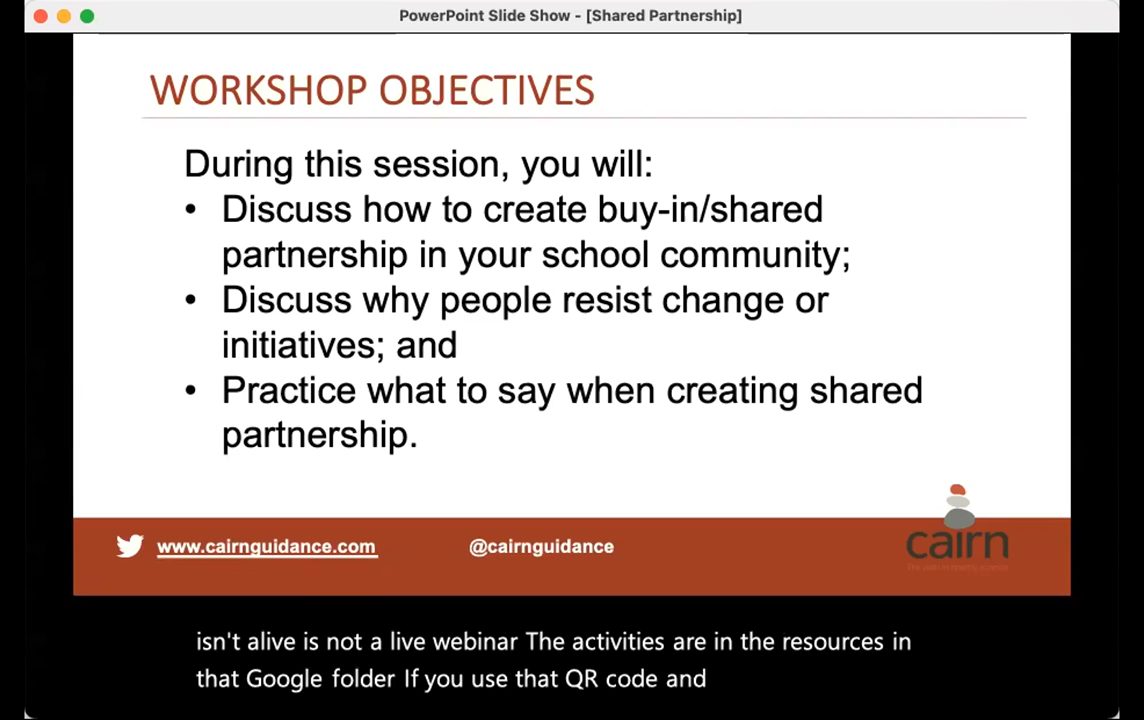 PowerPoint Slide Show - [Shared Partnership]
WORKSHOP OBJECTIVES
During this session, you will:
• Discuss how to create buy-in/shared
partnership in your school community;
• Discuss why people resist change or
initiatives; and
• Practice what to say when creating shared
partnership.
www.cairnguidance.com @cairnguidance
cairn
isn't alive is not a live webinar The activities are in the resources in
that Google folder If you use that QR code and